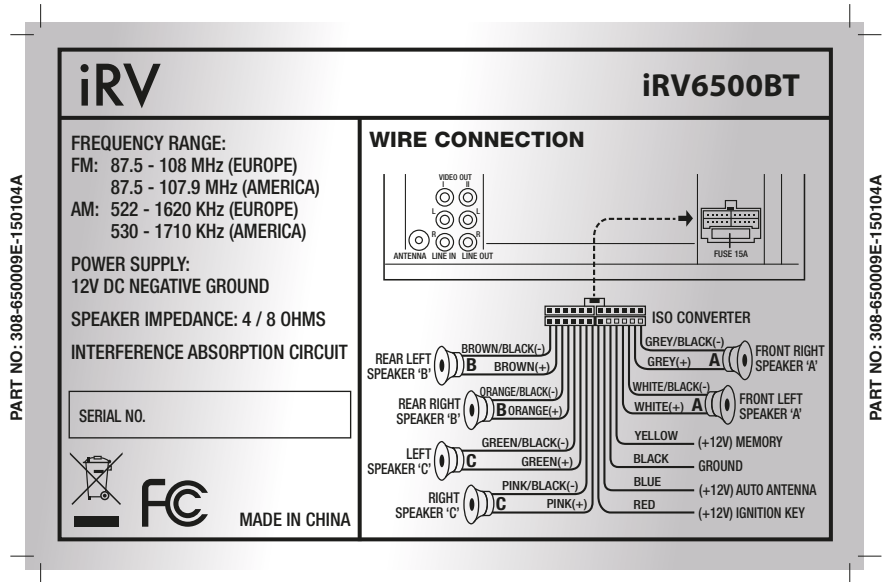 iRV
iRV6500BT
FREQUENCY RANGE:
FM: 87.5 - 108 MHz (EUROPE)
87.5 - 107.9 MHz (AMERICA)
AM: 522 - 1620 KHz (EUROPE)
530 - 1710 KHz (AMERICA)
POWER SUPPLY:
12V DC NEGATIVE GROUND
SPEAKER IMPEDANCE: 4 / 8 OHMS
INTERFERENCE ABSORPTION CIRCUIT
SERIAL NO.
FC
MADE IN CHINA
WIRE CONNECTION
VIDEO OUT
I II
L L
R R
ANTENNA LINE IN LINE OUT
FUSE 15A
ISO CONVERTER
BROWN/BLACK(-)
REAR LEFT
SPEAKER 'B'
B
BROWN(+)
ORANGE/BLACK(-)
REAR RIGHT
SPEAKER 'B'
B
ORANGE(+)
GREEN/BLACK(-)
LEFT
SPEAKER 'C'
C
GREEN(+)
PINK/BLACK(-)
RIGHT
SPEAKER 'C'
C
PINK(+)
GREY/BLACK(-)
GREY(+)
A
FRONT RIGHT
SPEAKER 'A'
WHITE/BLACK(-)
WHITE(+)
A
FRONT LEFT
SPEAKER 'A'
YELLOW (+12V) MEMORY
BLACK GROUND
BLUE (+12V) AUTO ANTENNA
RED (+12V) IGNITION KEY
PART NO: 308-650009E-150104A
PART NO: 308-650009E-150104A